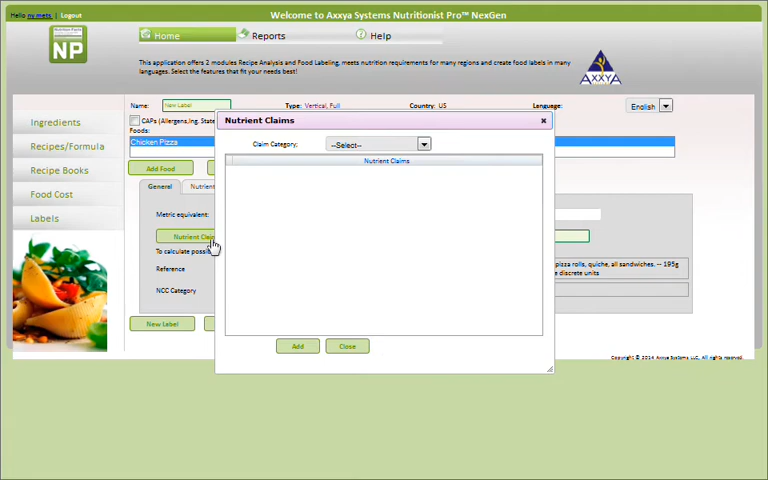 Hello ny mets, | Logout
Welcome to Axxya Systems Nutritionist Pro™ NexGen
NP
Home
Reports
Help
This application offers 2 modules Recipe Analysis and Food Labeling, meets nutrition requirements for many regions and create food labels in many
languages. Select the features that fit your needs best!
AXXYA
Ingredients
Recipes/Formula
Recipe Books
Food Cost
Labels
Name: New Label Type: Vertical, Full Country: US Language: English
CAPs (Allergens,Ing. State
Foods:
Chicken Pizza
Add Food
General
Nutrient
Metric equivalent:
Nutrient Clai
To calculate possi
Reference
pizza rolls, quiche, all sandwiches. -- 195g
e discrete units
NCC Category
New Label
Nutrient Claims
Claim Category: --Select--
Nutrient Claims
Add
Close
Copyright © 2014 Axxya Systems LLC, All rights reserved.